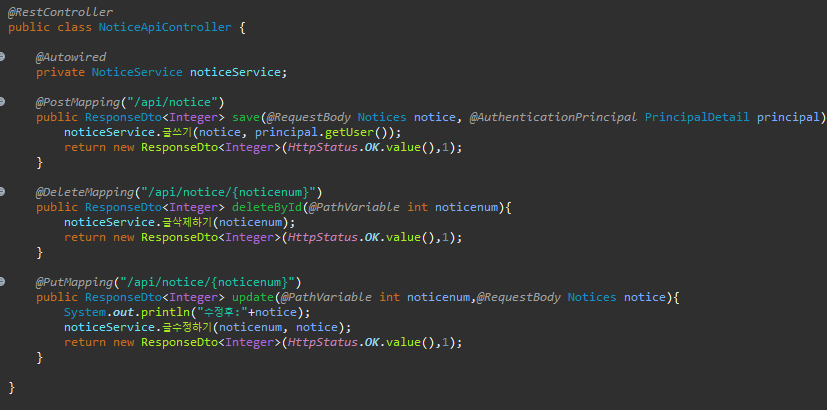 @RestController
public class NoticeApiController {
@Autowired
private NoticeService noticeService;
@PostMapping("/api/notice")
public ResponseDto<Integer> save(@RequestBody Notices notice, @AuthenticationPrincipal PrincipalDetail principal)
noticeService.글쓰기(notice, principal.getUser());
return new ResponseDto<Integer>(HttpStatus.OK.value(),1);
}
@DeleteMapping("/api/notice/{noticenum}")
public ResponseDto<Integer> deleteById(@PathVariable int noticenum){
noticeService.글삭제하기(noticenum);
return new ResponseDto<Integer>(HttpStatus.OK.value(),1);
}
@PutMapping("/api/notice/{noticenum}")
public ResponseDto<Integer> update(@PathVariable int noticenum,@RequestBody Notices notice){
System.out.println("수정후:"+notice);
noticeService.글수정하기(noticenum, notice);
return new ResponseDto<Integer>(HttpStatus.OK.value(),1);
}
}